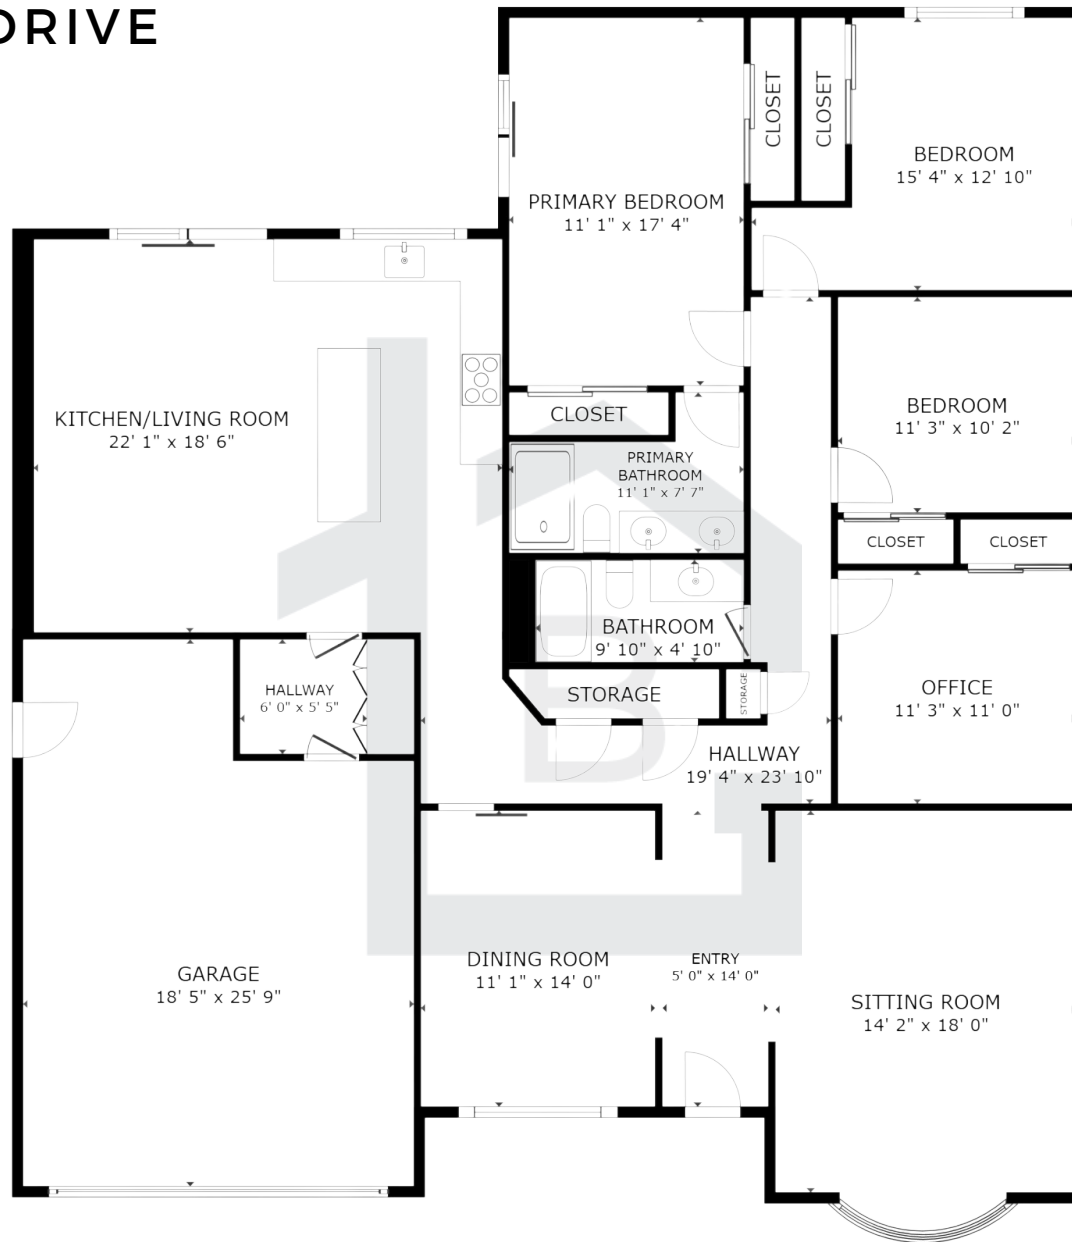 DRIVE
CLOSET
CLOSET
BEDROOM
15' 4" x 12' 10"
PRIMARY BEDROOM
11' 1" x 17' 4"
KITCHEN/LIVING ROOM
22' 1" x 18' 6"
CLOSET
BEDROOM
11' 3" x 10' 2"
PRIMARY
BATHROOM
11' 1" x 7' 7"
CLOSET
CLOSET
BATHROOM
9' 10" x 4' 10"
HALLWAY
6' 0" x 5' 5"
STORAGE
STORAGE
OFFICE
11' 3" x 11' 0"
HALLWAY
19' 4" x 23' 10"
B
GARAGE
18' 5" x 25' 9"
DINING ROOM
11' 1" x 14' 0"
ENTRY
5' 0" x 14' 0"
SITTING ROOM
14' 2" x 18' 0"